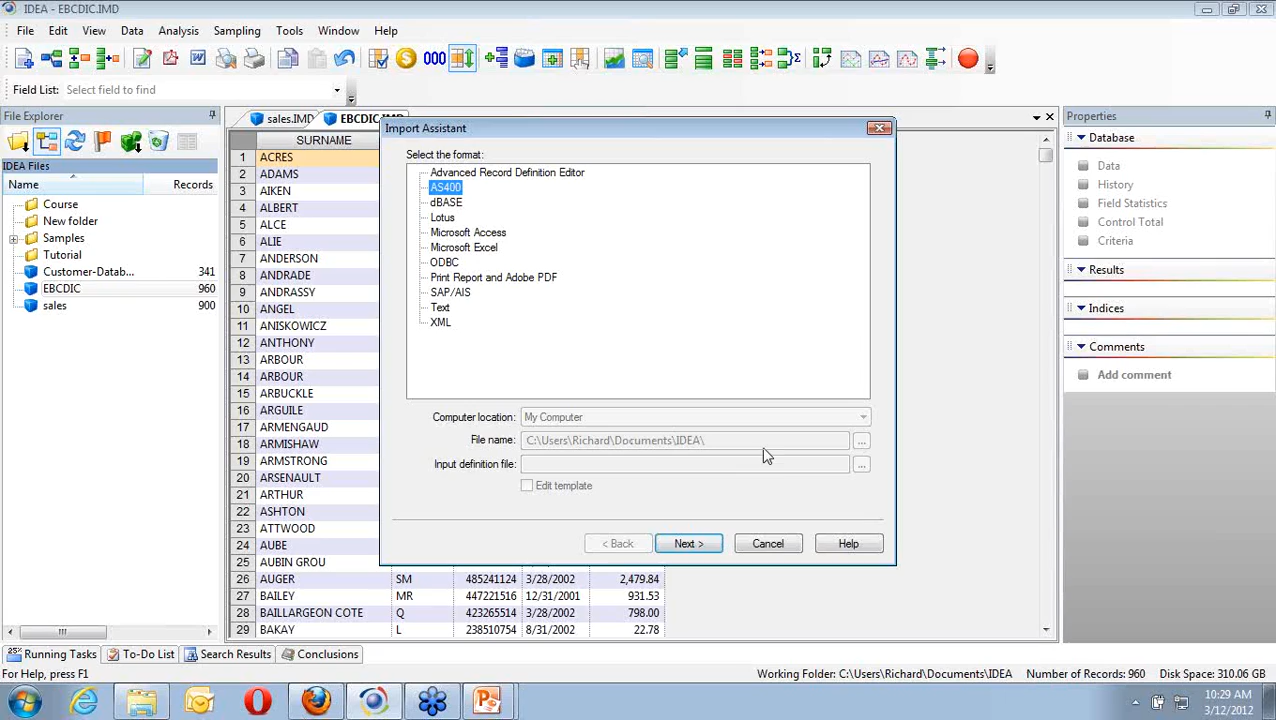 IDEA - EBCDIC.IMD
File Edit View Data Analysis Sampling Tools Window Help
000
Field List: Select field to find
File Explorer
IDEA Files
Name Records
Course
New folder
Samples
Tutorial
Customer-Datab... 341
EBCDIC 960
sales 900
sales.IMD EBCDIC.IMD
SURNAME
1 ACRES
2 ADAMS
3 AIKEN
4 ALBERT
5 ALCE
6 ALIE
7 ANDERSON
8 ANDRADE
9 ANDRASSY
10 ANGEL
11 ANISKOWICZ
12 ANTHONY
13 ARBOUR
14 ARBOUR
15 ARBUCKLE
16 ARGUILE
17 ARMENGAUD
18 ARMISHAW
19 ARMSTRONG
20 ARSENAULT
21 ARTHUR
22 ASHTON
23 ATTWOOD
24 AUBE
25 AUBIN GROU
26 AUGER SM 485241124 3/28/2002 2,479.84
27 BAILEY MR 447221516 12/31/2001 931.53
28 BAILLARGEON COTE Q 423265514 3/28/2002 798.00
29 BAKAY L 238510754 8/31/2002 22.78
Import Assistant
Select the format:
Advanced Record Definition Editor
AS400
dBASE
Lotus
Microsoft Access
Microsoft Excel
ODBC
Print Report and Adobe PDF
SAP/AIS
Text
XML
Computer location: My Computer
File name: C:\Users\Richard\Documents\IDEA\
...
Input definition file:
...
Edit template
< Back Next > Cancel Help
Properties
Database
Data
History
Field Statistics
Control Total
Criteria
Results
Indices
Comments
Add comment
Running Tasks To-Do List Search Results Conclusions
For Help, press F1
Working Folder: C:\Users\Richard\Documents\IDEA Number of Records: 960 Disk Space: 310.06 GB
10:29 AM
3/12/2012